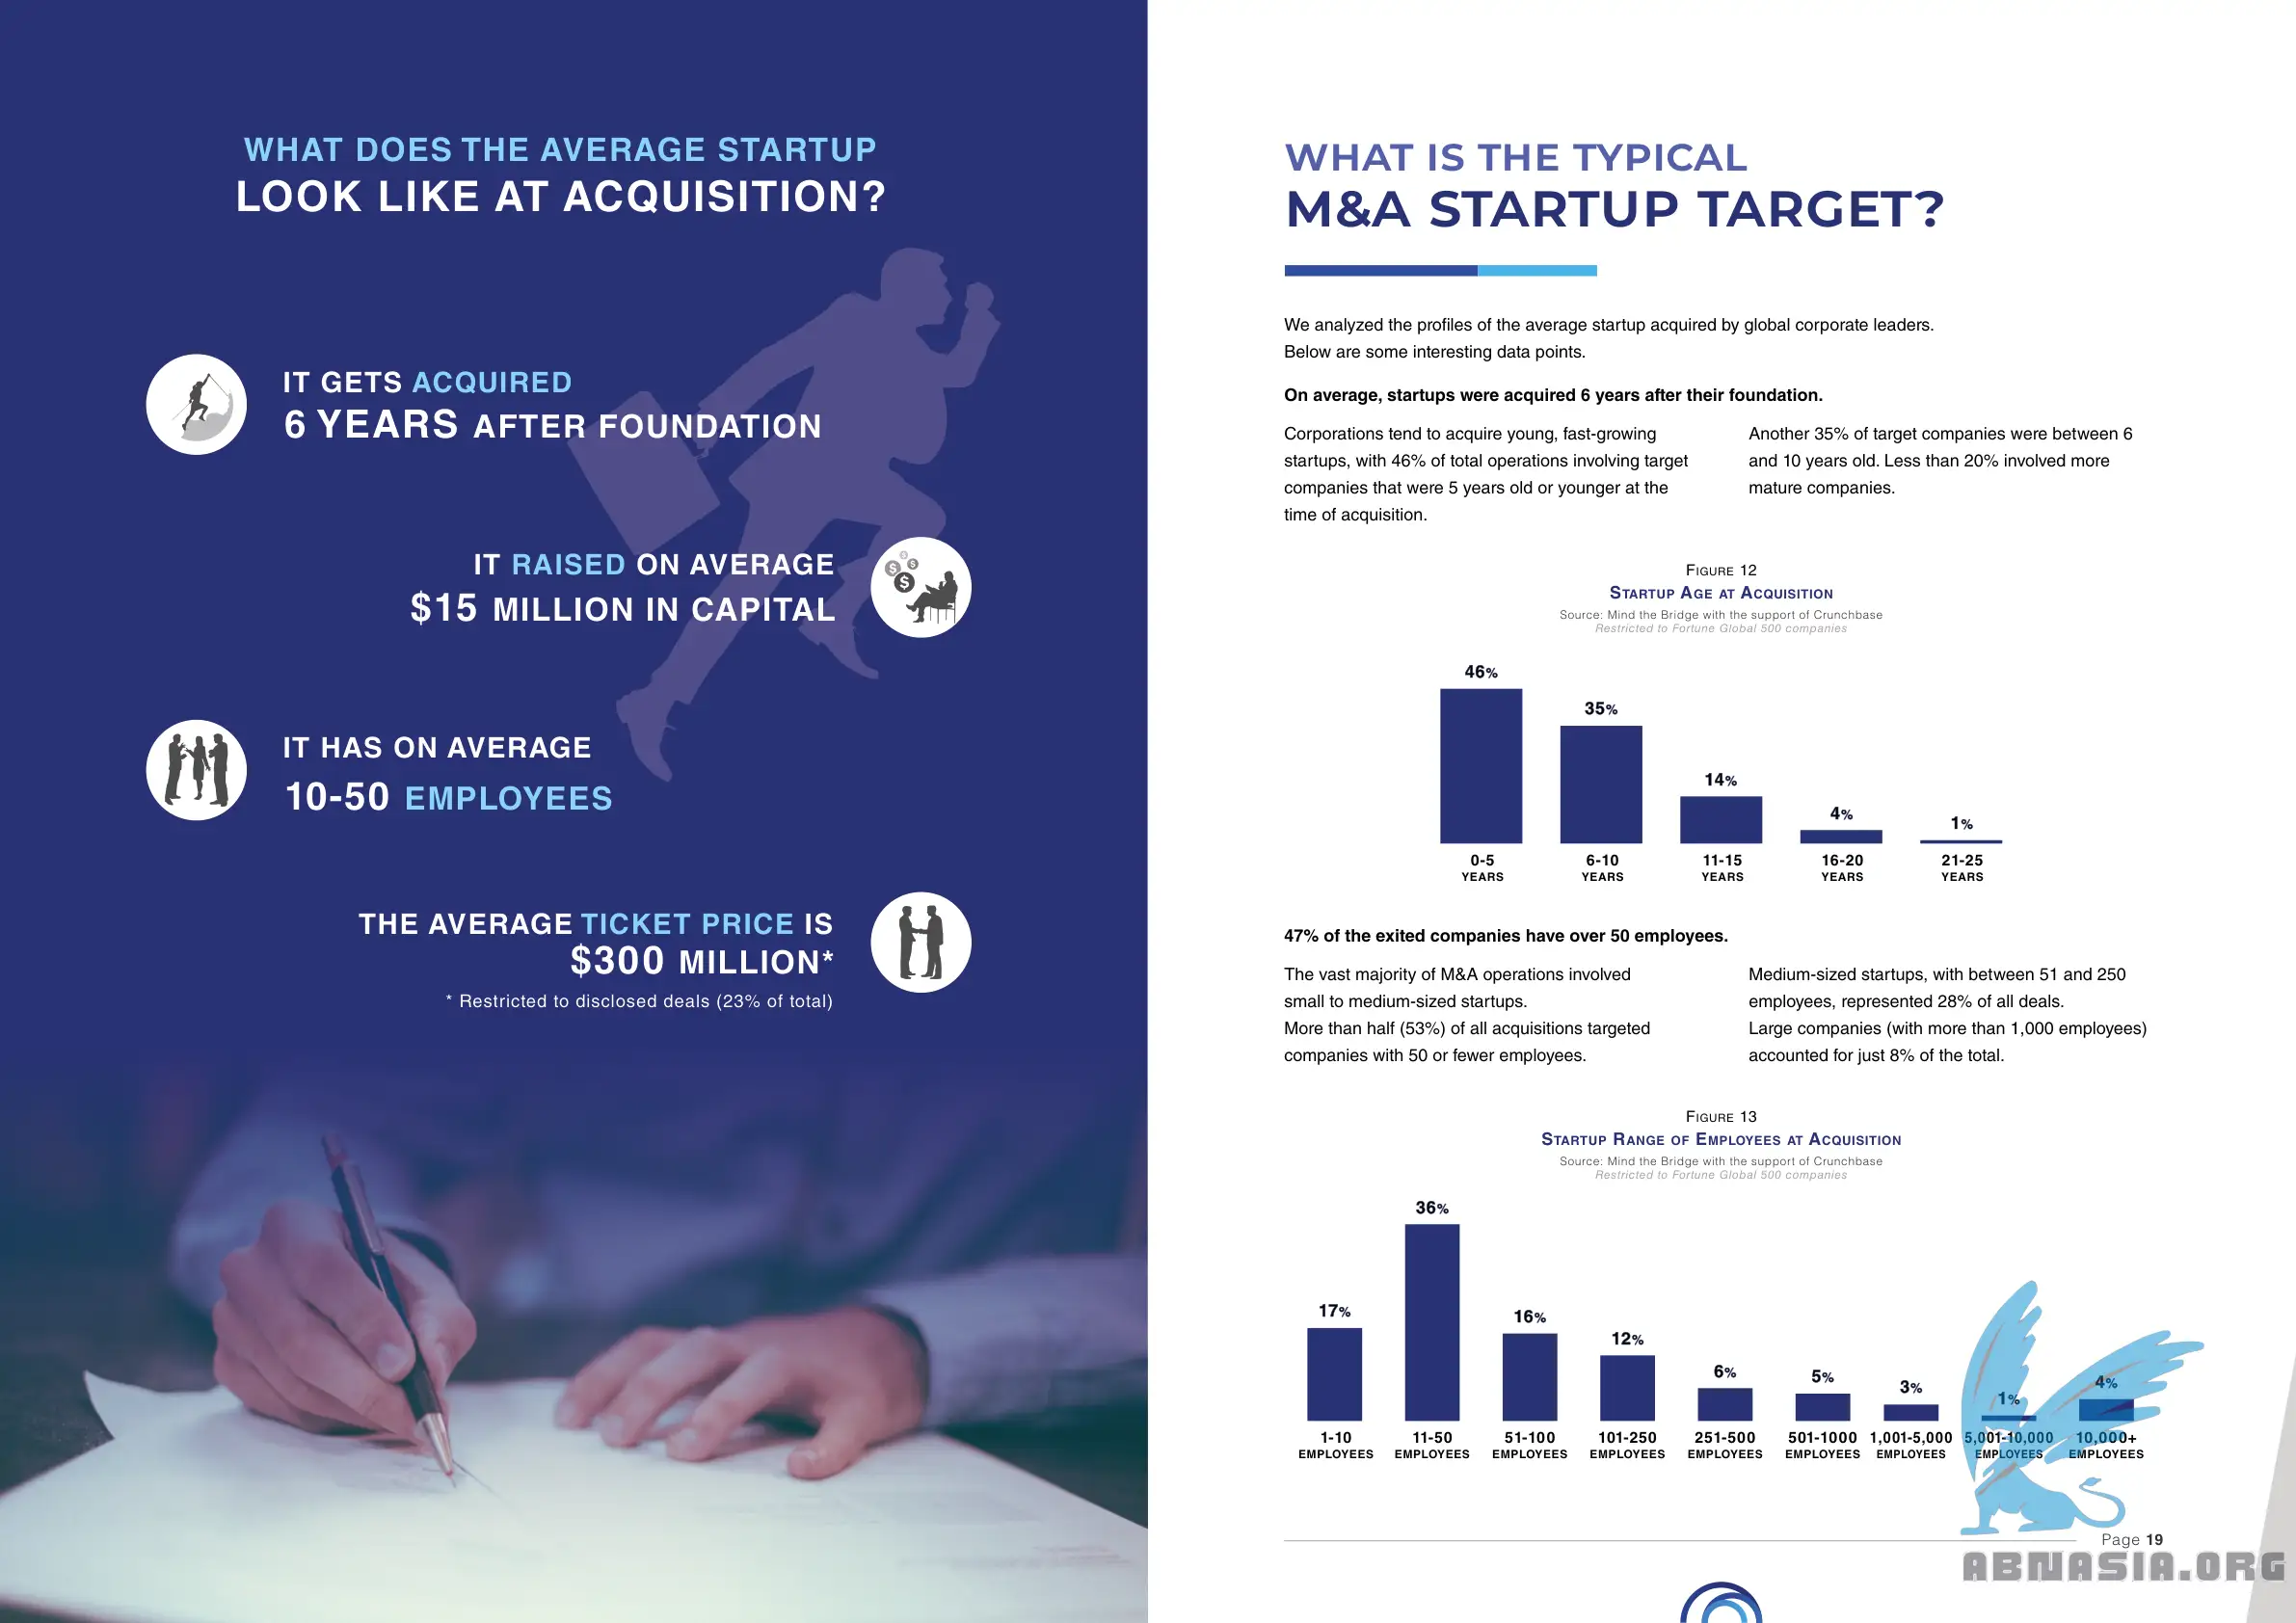 WHAT DOES THE AVERAGE STARTUP
LOOK LIKE AT ACQUISITION?
IT GETS ACQUIRED
6 YEARS AFTER FOUNDATION
IT RAISED ON AVERAGE
$15 MILLION IN CAPITAL
IT HAS ON AVERAGE
10-50 EMPLOYEES
THE AVERAGE TICKET PRICE IS
$300 MILLION*
* Restricted to disclosed deals (23% of total)
WHAT IS THE TYPICAL
M&A STARTUP TARGET?
We analyzed the profiles of the average startup acquired by global corporate leaders.
Below are some interesting data points.
On average, startups were acquired 6 years after their foundation.
Corporations tend to acquire young, fast-growing
startups, with 46% of total operations involving target
companies that were 5 years old or younger at the
time of acquisition.
Another 35% of target companies were between 6
and 10 years old. Less than 20% involved more
mature companies.
FIGURE 12
STARTUP AGE AT ACQUISITION
Source: Mind the Bridge with the support of Crunchbase
Restricted to Fortune Global 500 companies
46%
35%
14%
4%
1%
0-5 6-10 11-15 16-20 21-25
YEARS YEARS YEARS YEARS YEARS
47% of the exited companies have over 50 employees.
The vast majority of M&A operations involved
small to medium-sized startups.
More than half (53%) of all acquisitions targeted
companies with 50 or fewer employees.
Medium-sized startups, with between 51 and 250
employees, represented 28% of all deals.
Large companies (with more than 1,000 employees)
accounted for just 8% of the total.
FIGURE 13
STARTUP RANGE OF EMPLOYEES AT ACQUISITION
Source: Mind the Bridge with the support of Crunchbase
Restricted to Fortune Global 500 companies
36%
17%
16%
12%
6%
5%
3%
1%
4%
1-10 11-50 51-100 101-250 251-500 501-1000 1,001-5,000 5,001-10,000 10,000+
EMPLOYEES EMPLOYEES EMPLOYEES EMPLOYEES EMPLOYEES EMPLOYEES EMPLOYEES EMPLOYEES EMPLOYEES
Page 19
ABNASIA.ORG